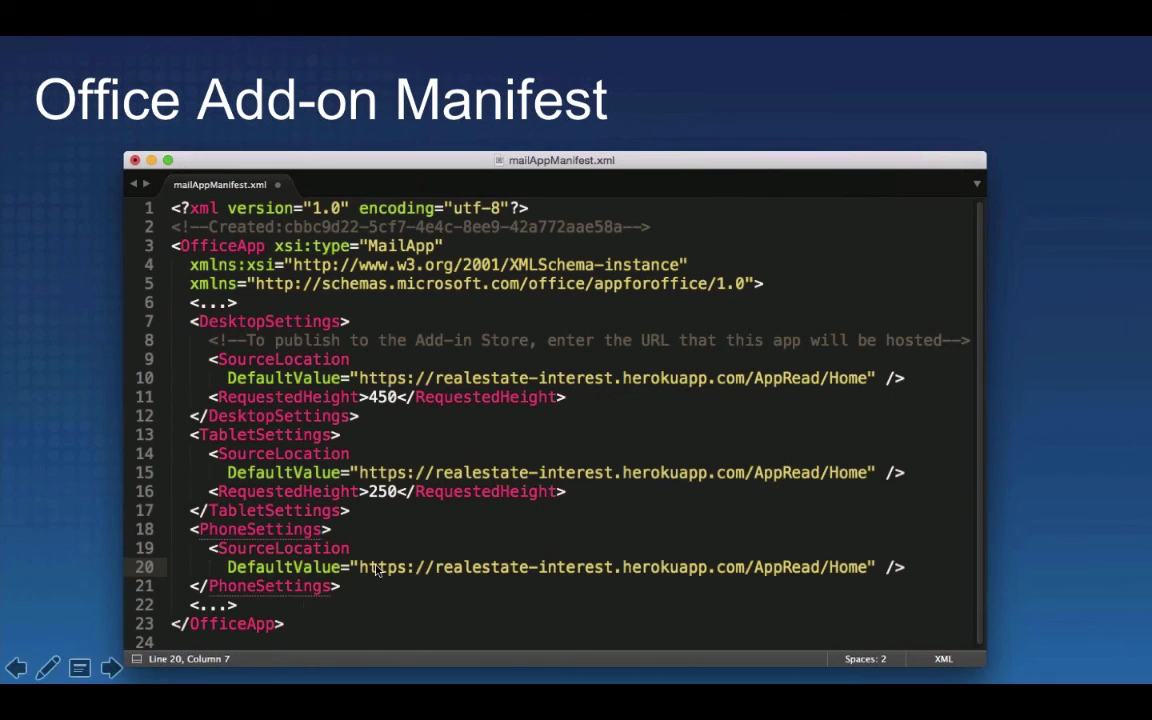 Office Add-on Manifest
mailAppManifest.xml
mailAppManifest.xml
1 <?xml version="1.0" encoding="utf-8"?>
2 <!--Created:cbbc9d22-5cf7-4e4c-8ee9-42a772aae58a-->
3 <OfficeApp xsi:type="MailApp"
4 xmlns:xsi="http://www.w3.org/2001/XMLSchema-instance"
5 xmlns="http://schemas.microsoft.com/office/appforoffice/1.0">
6 <...>
7 <DesktopSettings>
8 <!--To publish to the Add-in Store, enter the URL that this app will be hosted-->
9 <SourceLocation
10 DefaultValue="https://realestate-interest.herokuapp.com/AppRead/Home" />
11 <RequestedHeight>450</RequestedHeight>
12 </DesktopSettings>
13 <TabletSettings>
14 <SourceLocation
15 DefaultValue="https://realestate-interest.herokuapp.com/AppRead/Home" />
16 <RequestedHeight>250</RequestedHeight>
17 </TabletSettings>
18 <PhoneSettings>
19 <SourceLocation
20 DefaultValue="https://realestate-interest.herokuapp.com/AppRead/Home" />
21 </PhoneSettings>
22 <...>
23 </OfficeApp>
24
Line 20, Column 7 Spaces: 2 XML